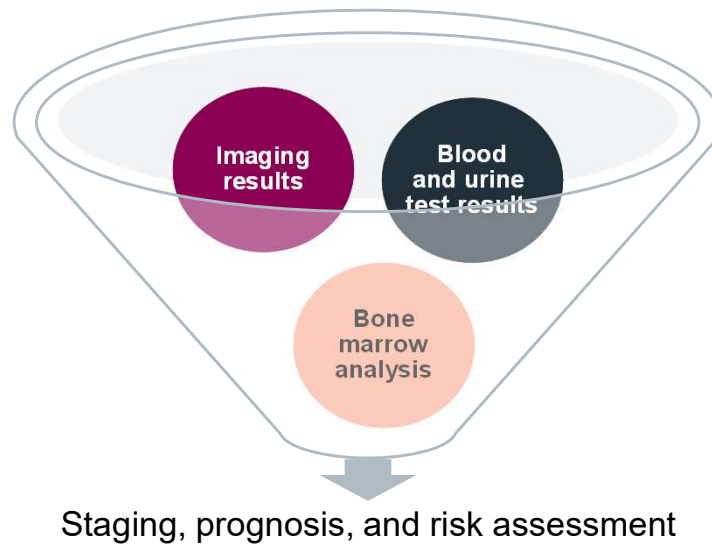 Imaging
results
Blood
and urine
test results
Bone
marrow
analysis
Staging, prognosis, and risk assessment